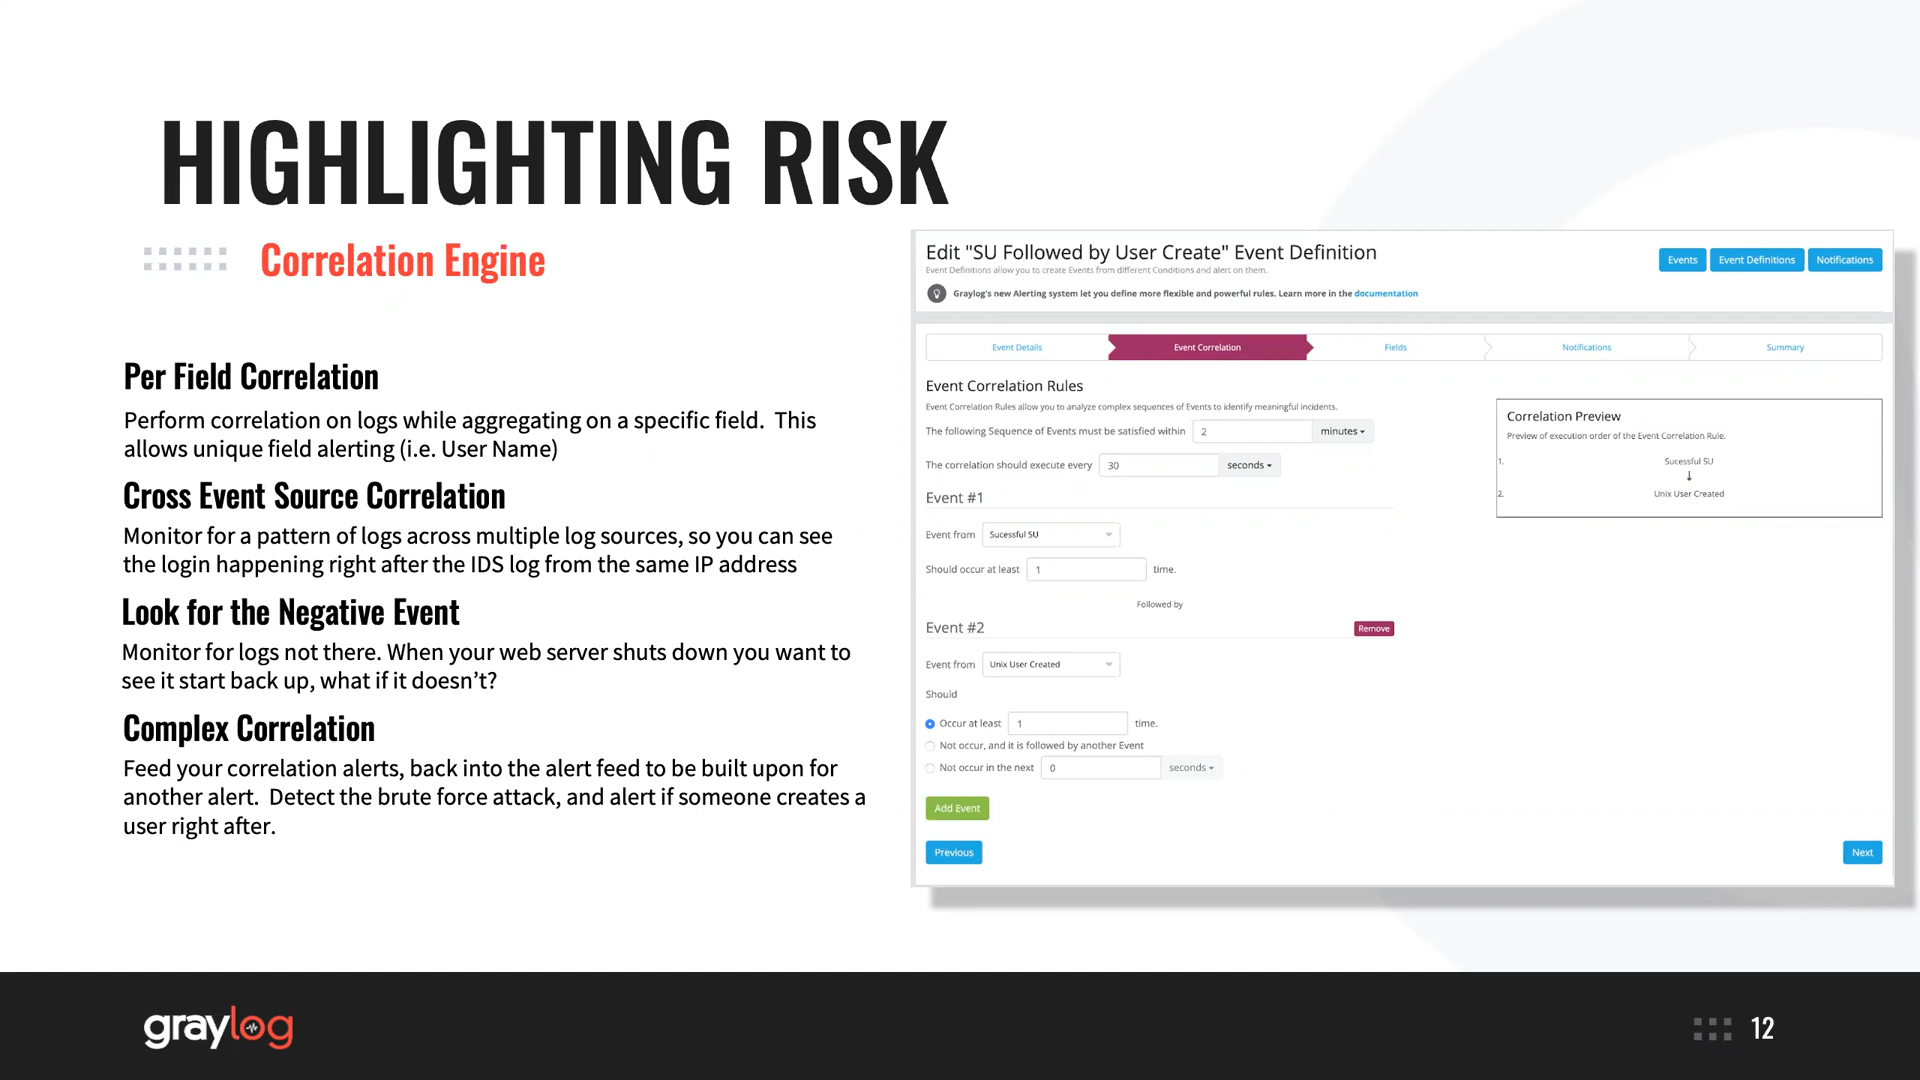 HIGHLIGHTING RISK
Correlation Engine
Per Field Correlation
Perform correlation on logs while aggregating on a specific field.  This
allows unique field alerting (i.e. User Name)
Cross Event Source Correlation
Monitor for a pattern of logs across multiple log sources, so you can see
the login happening right after the IDS log from the same IP address
Look for the Negative Event
Monitor for logs not there. When your web server shuts down you want to
see it start back up, what if it doesn’t?
Complex Correlation
Feed your correlation alerts, back into the alert feed to be built upon for
another alert.  Detect the brute force attack, and alert if someone creates a
user right after.
Edit "SU Followed by User Create" Event Definition
Event Definitions allow you to create Events from different Conditions and alert on them.
Graylog's new Alerting system let you define more flexible and powerful rules. Learn more in the documentation
Events Event Definitions Notifications
Event Details Event Correlation Fields Notifications Summary
Event Correlation Rules
Event Correlation Rules allow you to analyze complex sequences of Events to identify meaningful incidents.
The following Sequence of Events must be satisfied within 2 minutes
The correlation should execute every 30 seconds
Event #1
Event from Sucessful SU
Should occur at least 1 time.
Followed by
Event #2 Remove
Event from Unix User Created
Should
Occur at least 1 time.
Not occur, and it is followed by another Event
Not occur in the next 0 seconds
Add Event
Previous Next
Correlation Preview
Preview of execution order of the Event Correlation Rule.
1. Sucessful SU
2. Unix User Created
graylog
12